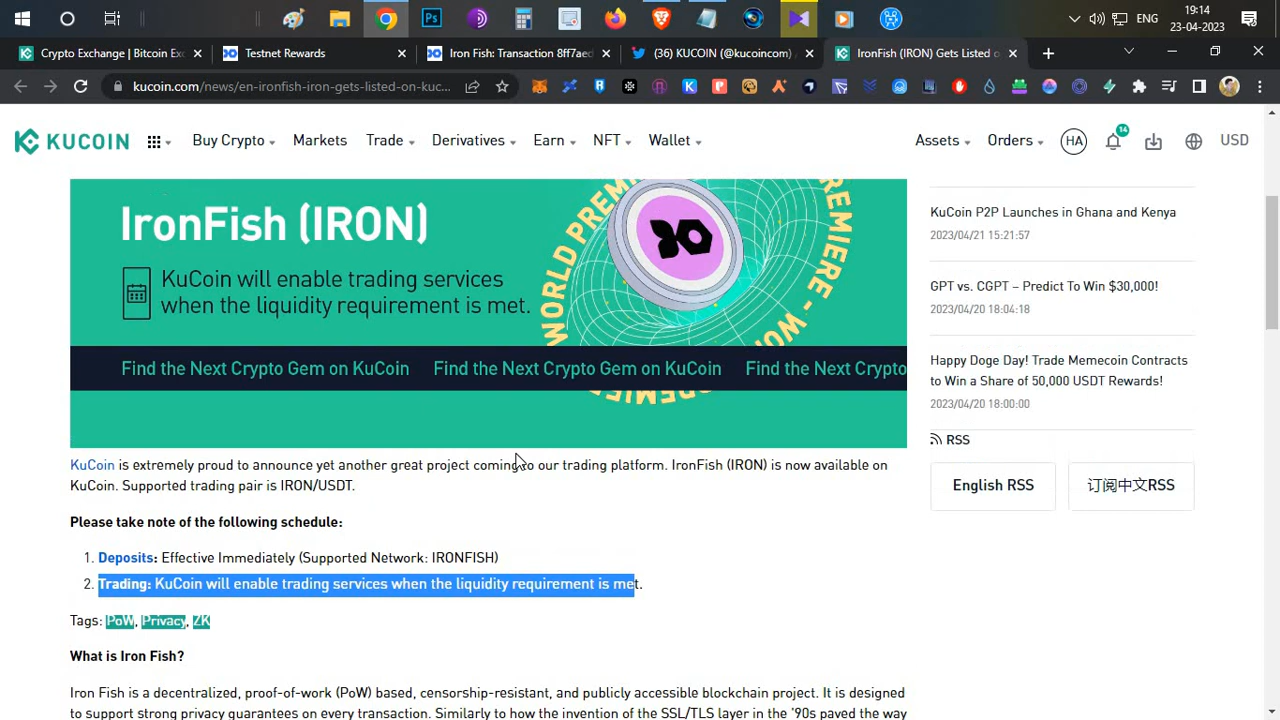 ENG
19:14
23-04-2023
Crypto Exchange | Bitcoin Ex
Testnet Rewards
Iron Fish: Transaction 8ff7aed
(36) KUCOIN (@kucoincom) /
IronFish (IRON) Gets Listed o
kucoin.com/news/en-ironfish-iron-gets-listed-on-kuc...
KUCOIN
Buy Crypto
Markets
Trade
Derivatives
Earn
NFT
Wallet
Assets
Orders
HA
14
USD
IronFish (IRON)
KuCoin will enable trading services
when the liquidity requirement is met.
WORLD PREMIERE - WORLD PREMIERE
Find the Next Crypto Gem on KuCoin Find the Next Crypto Gem on KuCoin Find the Next Crypto
KuCoin is extremely proud to announce yet another great project coming to our trading platform. IronFish (IRON) is now available on
KuCoin. Supported trading pair is IRON/USDT.
Please take note of the following schedule:
1. Deposits: Effective Immediately (Supported Network: IRONFISH)
2. Trading: KuCoin will enable trading services when the liquidity requirement is met.
Tags: PoW, Privacy, ZK
What is Iron Fish?
Iron Fish is a decentralized, proof-of-work (PoW) based, censorship-resistant, and publicly accessible blockchain project. It is designed
to support strong privacy guarantees on every transaction. Similarly to how the invention of the SSL/TLS layer in the '90s paved the way
KuCoin P2P Launches in Ghana and Kenya
2023/04/21 15:21:57
GPT vs. CGPT – Predict To Win $30,000!
2023/04/20 18:04:18
Happy Doge Day! Trade Memecoin Contracts
to Win a Share of 50,000 USDT Rewards!
2023/04/20 18:00:00
RSS
English RSS
订阅中文RSS